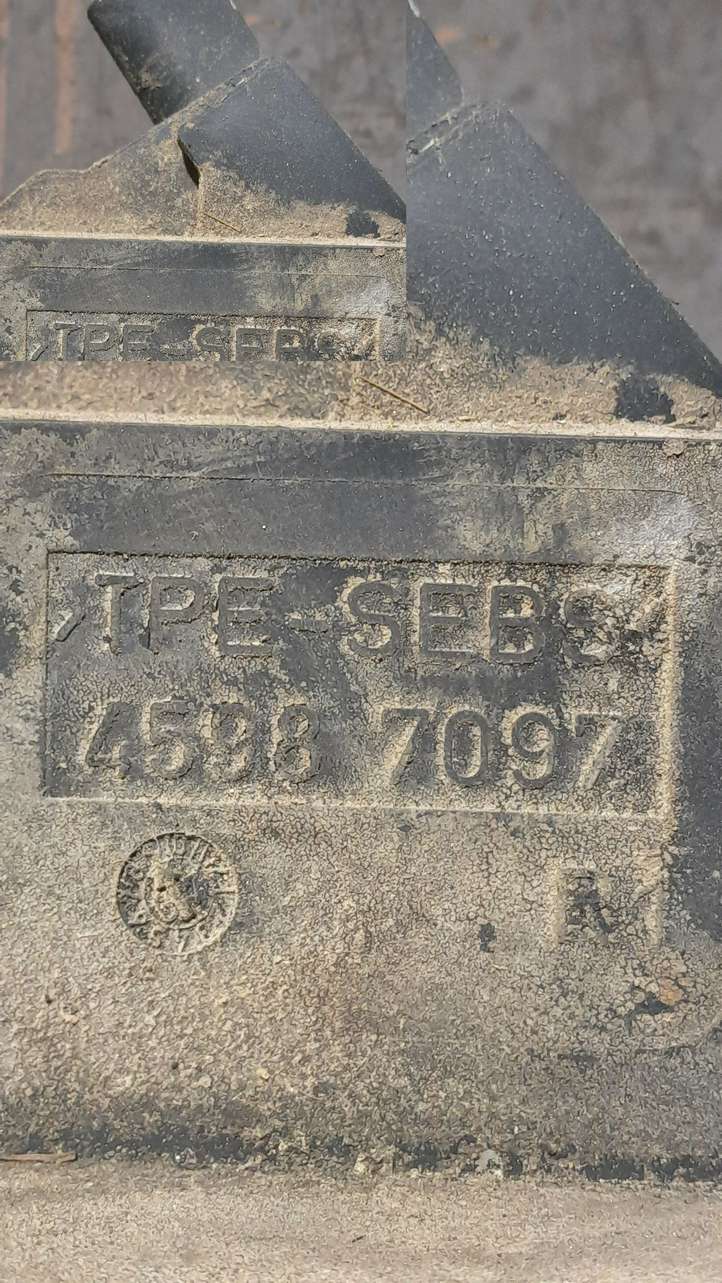 >TPE-SEBS<
>TPE-SEBS<
4598 7097
R